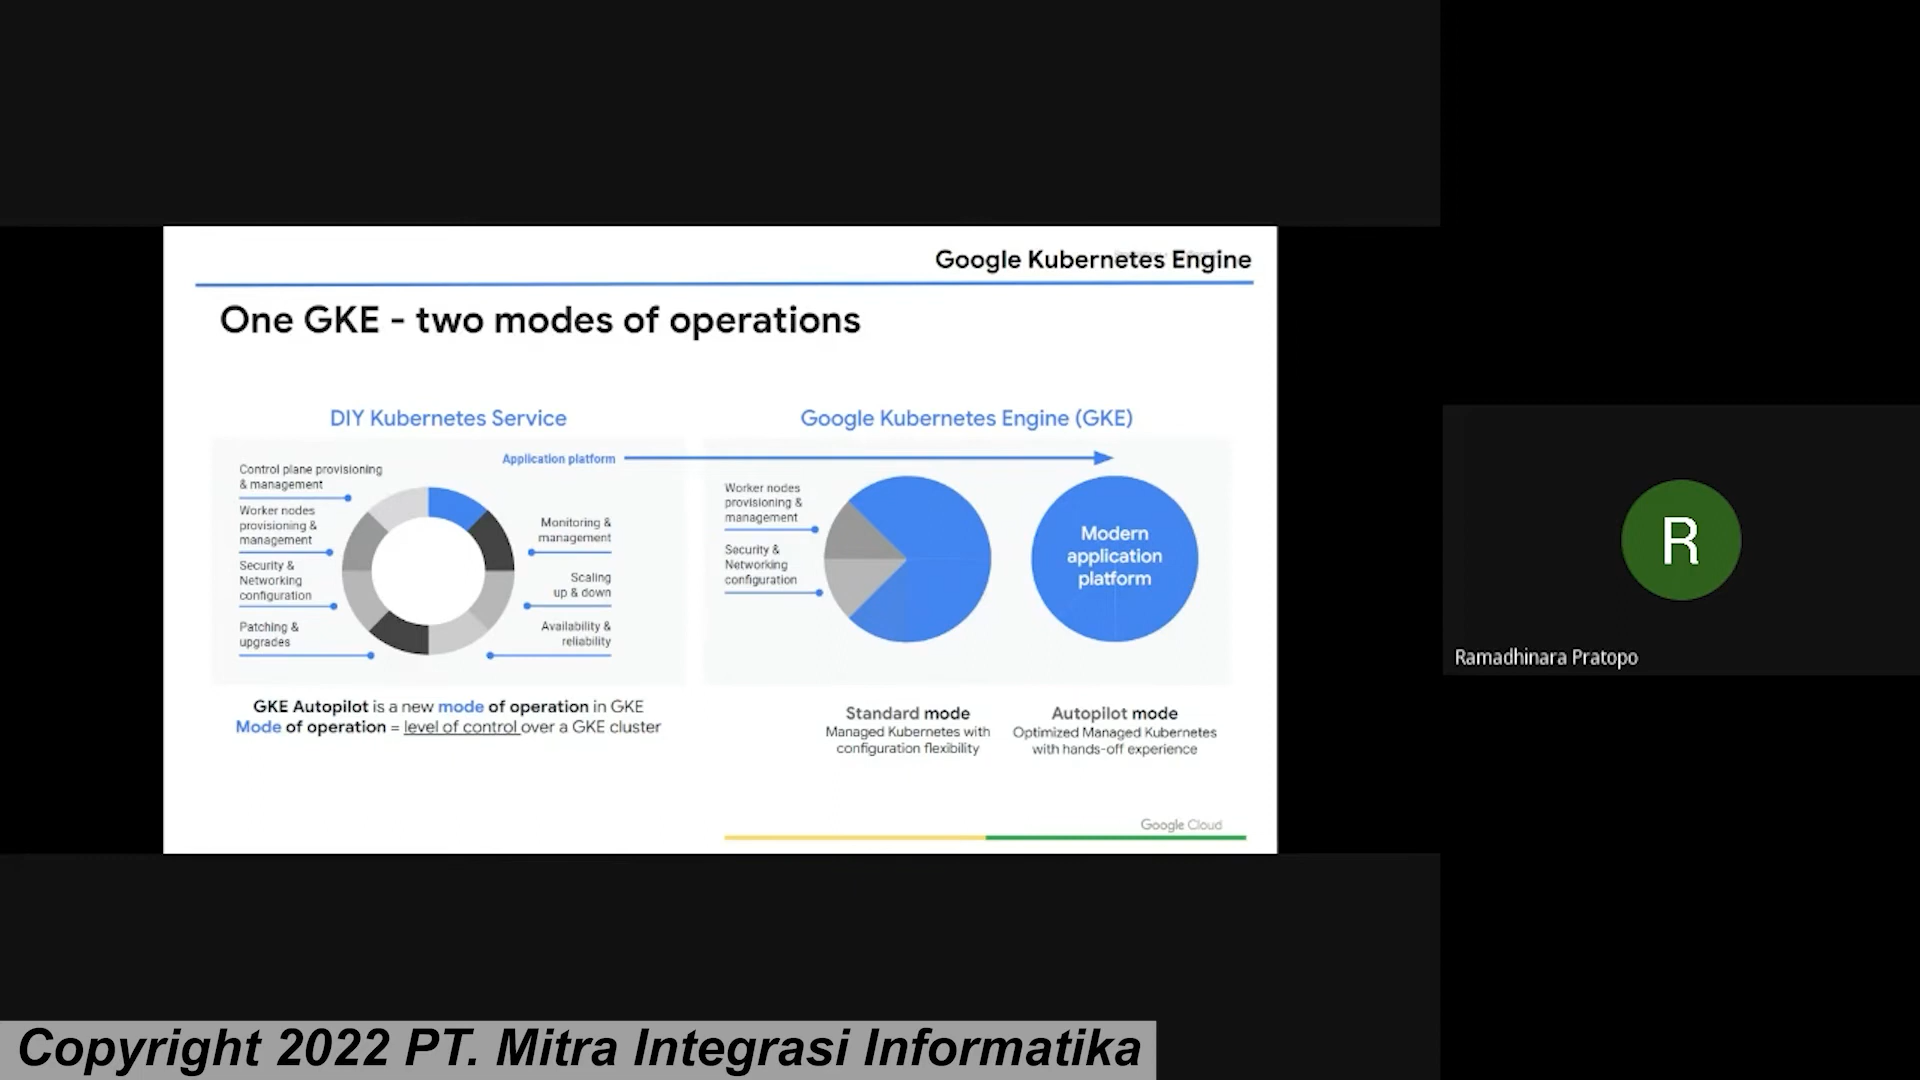 Google Kubernetes Engine
One GKE - two modes of operations
DIY Kubernetes Service
Application platform
Control plane provisioning
& management
Worker nodes
provisioning &
management
Security &
Networking
configuration
Patching &
upgrades
Monitoring &
management
Scaling
up & down
Availability &
reliability
GKE Autopilot is a new mode of operation in GKE
Mode of operation = level of control over a GKE cluster
Google Kubernetes Engine (GKE)
Worker nodes
provisioning &
management
Security &
Networking
configuration
Modern
application
platform
Standard mode
Managed Kubernetes with
configuration flexibility
Autopilot mode
Optimized Managed Kubernetes
with hands-off experience
Google Cloud
R
Ramadhinara Pratopo
Copyright 2022 PT. Mitra Integrasi Informatika